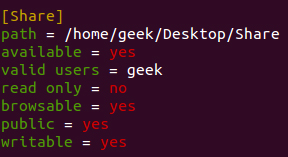 [Share]
path = /home/geek/Desktop/Share
available = yes
valid users = geek
read only = no
browsable = yes
public = yes
writable = yes